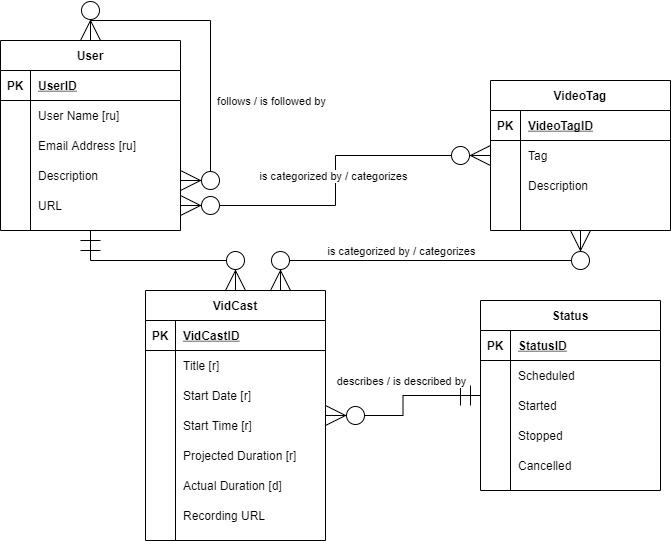 User
PK UserID
User Name [ru]
Email Address [ru]
Description
URL
follows / is followed by
is categorized by / categorizes
VideoTag
PK VideoTagID
Tag
Description
is categorized by / categorizes
VidCast
PK VidCastID
Title [r]
Start Date [r]
Start Time [r]
Projected Duration [r]
Actual Duration [d]
Recording URL
describes / is described by
Status
PK StatusID
Scheduled
Started
Stopped
Cancelled